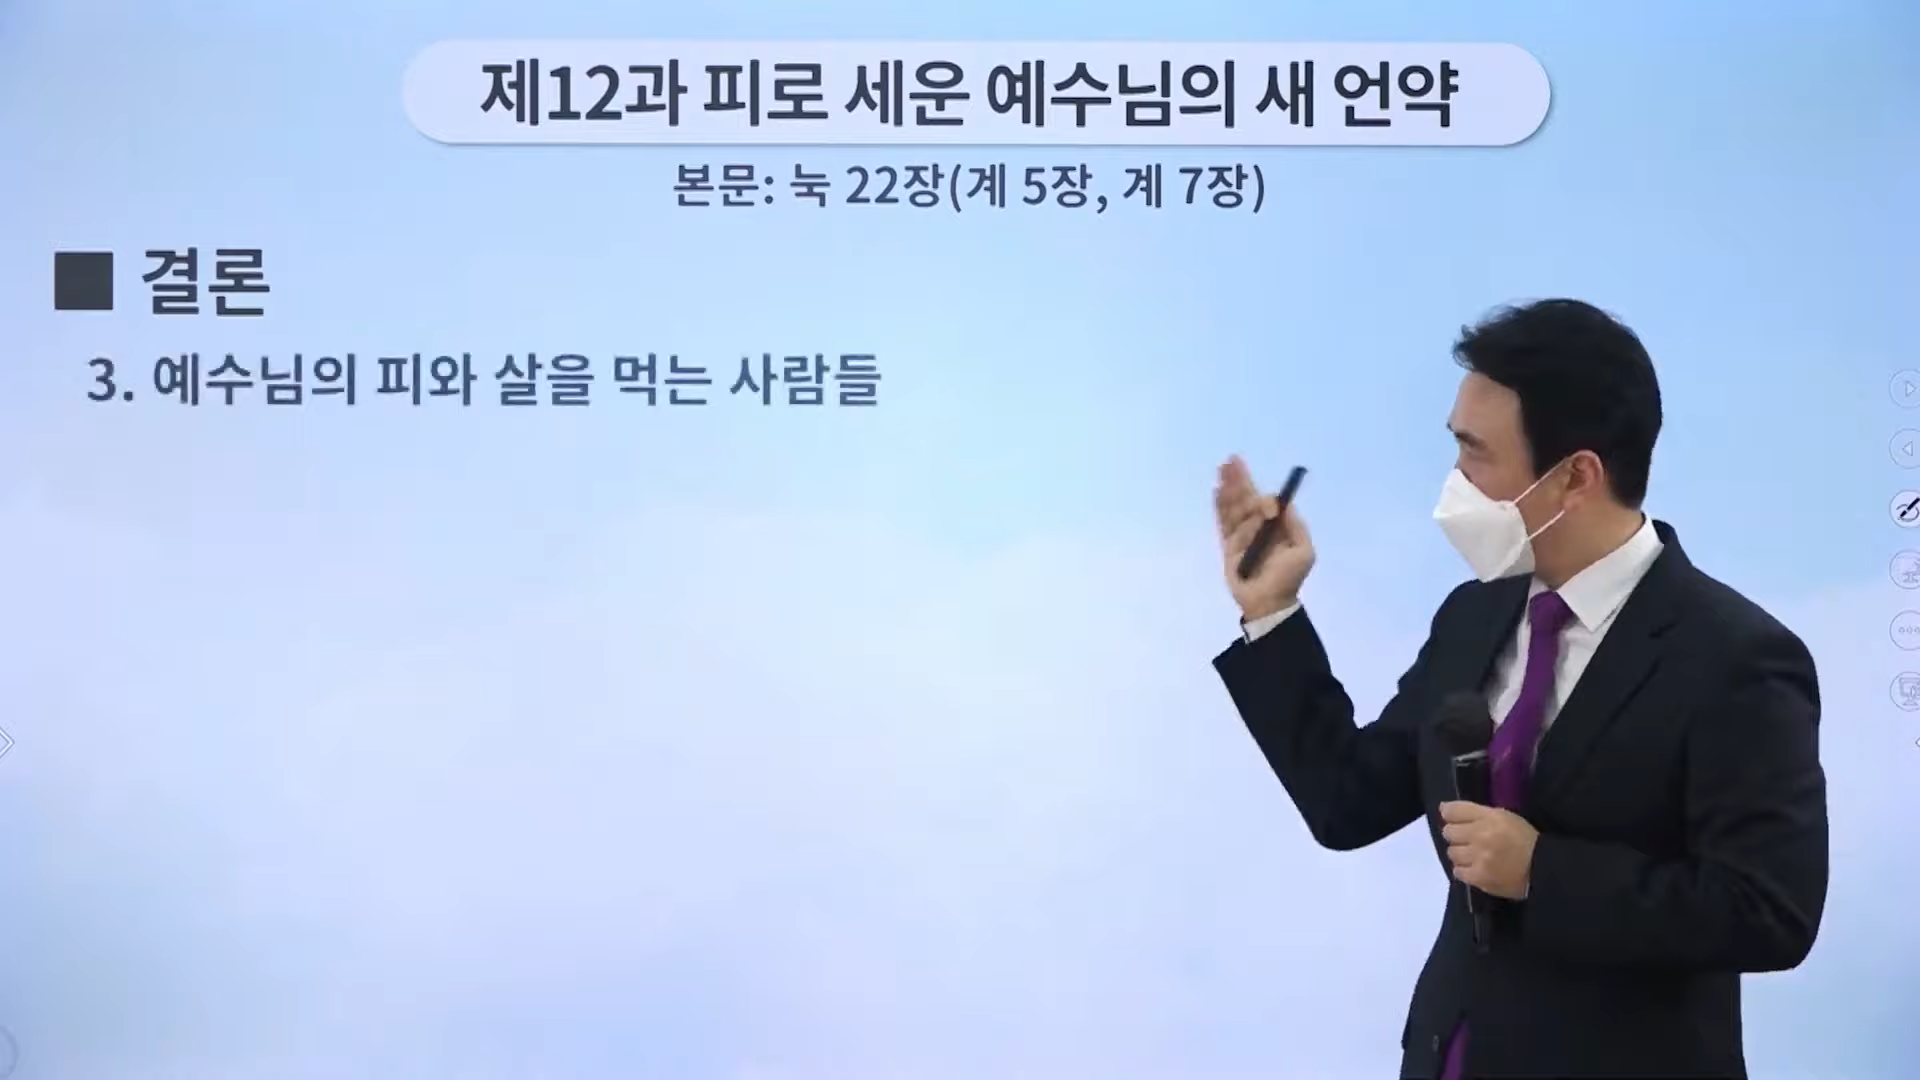 제12과 피로 세운 예수님의 새 언약
본문: 눅 22장(계 5장, 계 7장)
■ 결론
3. 예수님의 피와 살을 먹는 사람들